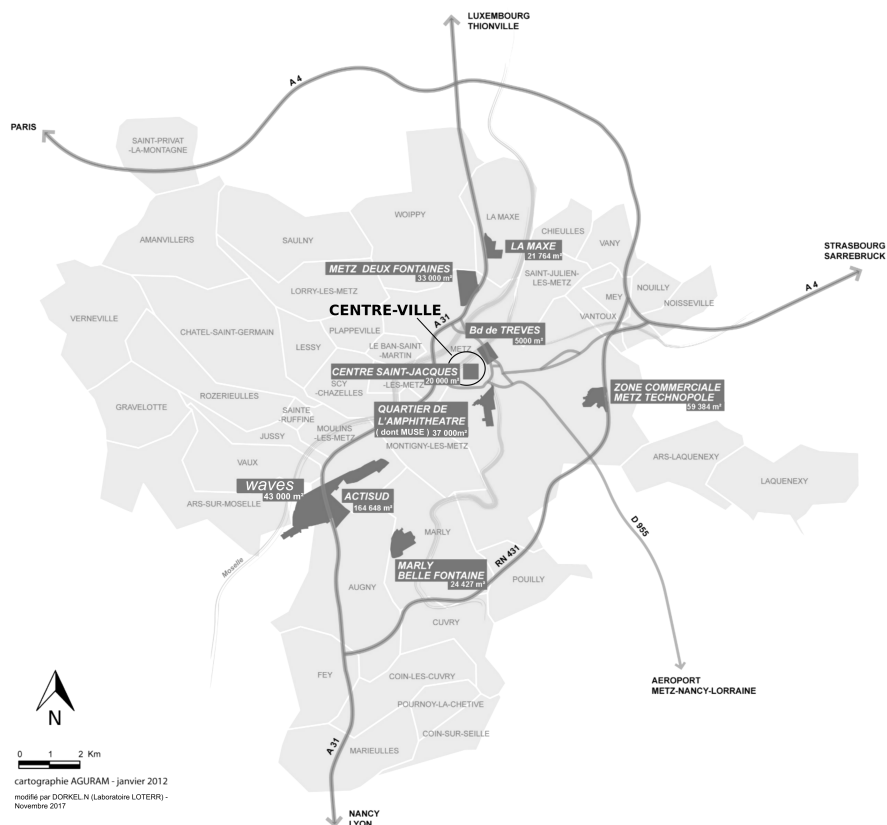 LUXEMBOURG
THIONVILLE
A 4
PARIS
SAINT-PRIVAT
-LA-MONTAGNE
WOIPPY
LA MAXE
CHIEULLES
VANY
AMANVILLERS
SAULNY
LA MAXE
21 764 m²
STRASBOURG
SARREBRUCK
METZ DEUX FONTAINES
33 000 m²
SAINT-JULIEN
-LES-METZ
NOUILLY
A 4
LORRY-LES-METZ
MEY
NOISSEVILLE
CENTRE-VILLE
A 31
VANTOUX
VERNEVILLE
CHATEL-SAINT-GERMAIN
PLAPPEVILLE
Bd de TREVES
5000 m²
LESSY
LE BAN-SAINT
-MARTIN
METZ
CENTRE SAINT-JACQUES
20 000 m²
SCY
-CHAZELLES
-LES-METZ
ZONE COMMERCIALE
METZ TECHNOPOLE
59 384 m²
ROZERIEULLES
GRAVELOTTE
SAINTE
-RUFFINE
QUARTIER DE
L'AMPHITHEATRE
( dont MUSE ) 37 000m²
JUSSY
MOULINS
-LES-METZ
MONTIGNY-LES-METZ
ARS-LAQUENEXY
VAUX
LAQUENEXY
waves
43 000 m²
ACTISUD
164 648 m²
ARS-SUR-MOSELLE
D 955
MARLY
RN 431
Moselle
MARLY
BELLE FONTAINE
24 427 m²
POUILLY
AUGNY
CUVRY
FEY
COIN-LES-CUVRY
AEROPORT
METZ-NANCY-LORRAINE
N
POURNOY-LA-CHETIVE
COIN-SUR-SEILLE
A 31
MARIEULLES
0 1 2 Km
cartographie AGURAM - janvier 2012
modifié par DORKEL.N (Laboratoire LOTERR) -
Novembre 2017
NANCY
LYON